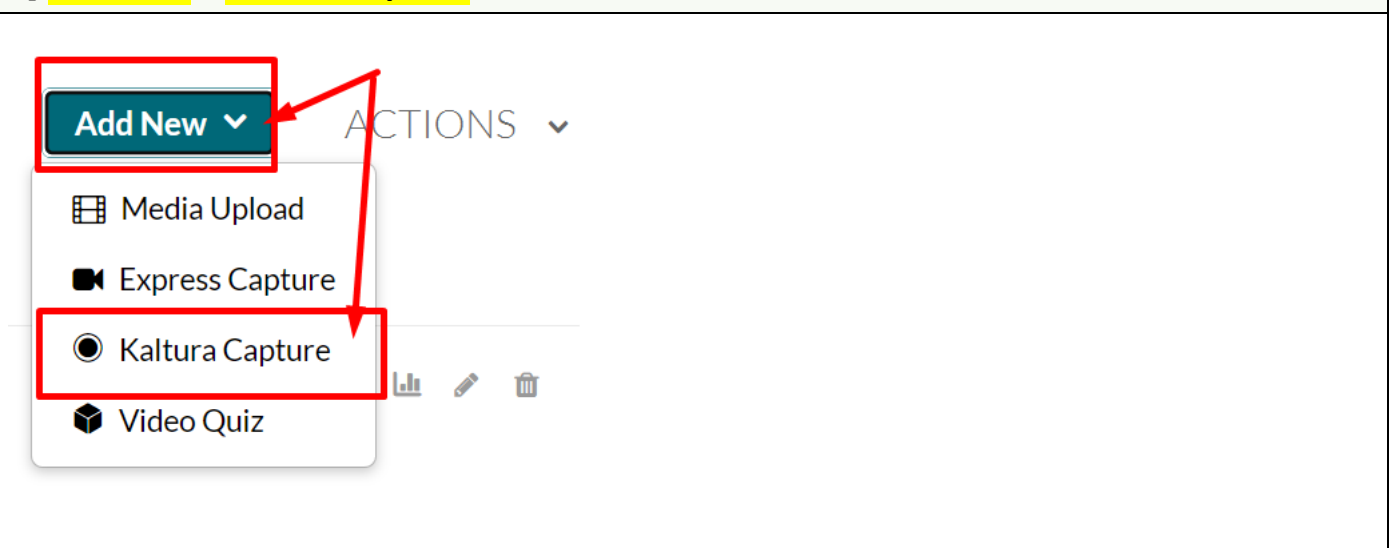 Add New
ACTIONS
Media Upload
Express Capture
Kaltura Capture
Video Quiz